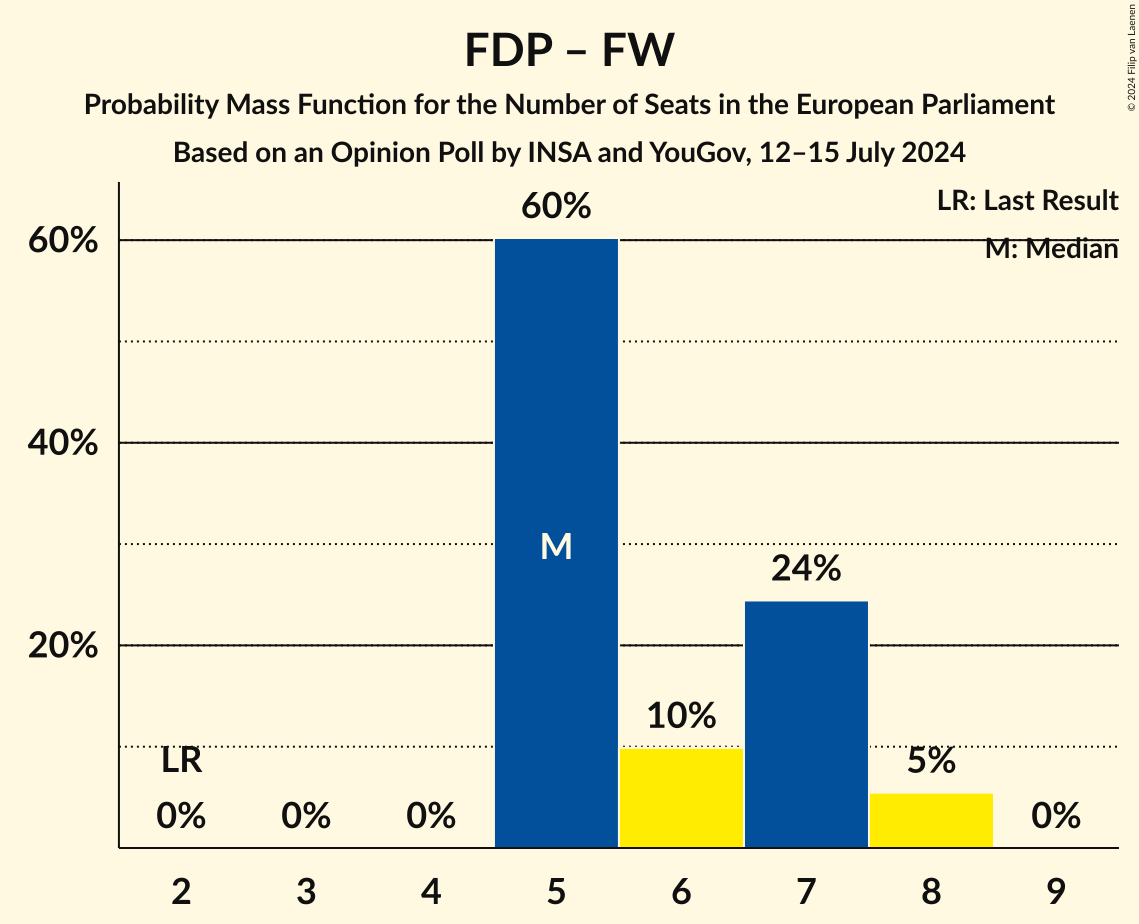 FDP – FW
Probability Mass Function for the Number of Seats in the European Parliament
Based on an Opinion Poll by INSA and YouGov, 12–15 July 2024
© 2024 Filip van Laenen
LR: Last Result
M: Median
60%
40%
20%
LR
0%
0%
0%
60%
M
10%
24%
5%
0%
2 3 4 5 6 7 8 9